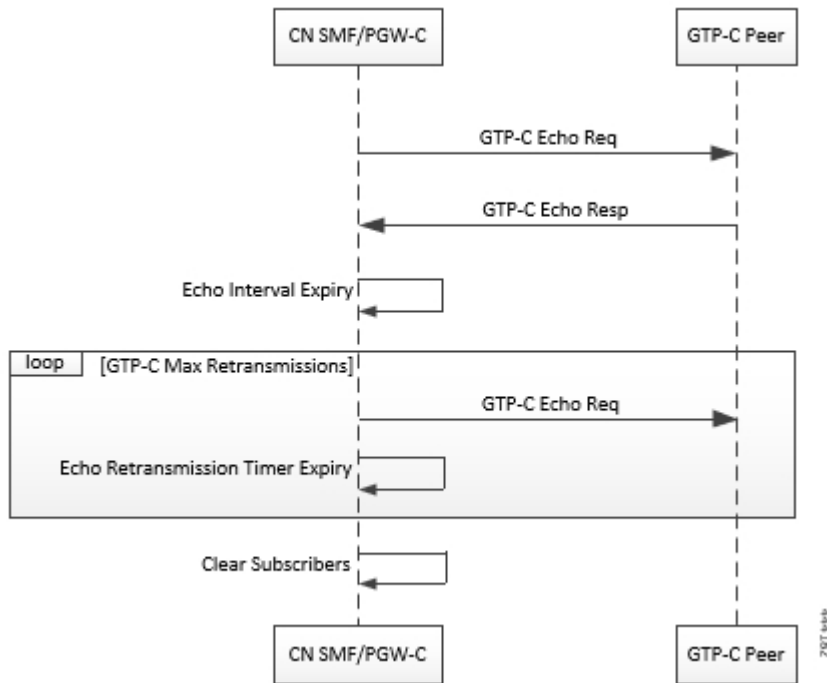 CN SMF/PGW-C
GTP-C Peer
GTP-C Echo Req
GTP-C Echo Resp
Echo Interval Expiry
loop
[GTP-C Max Retransmissions]
GTP-C Echo Req
Echo Retransmission Timer Expiry
Clear Subscribers
CN SMF/PGW-C
GTP-C Peer